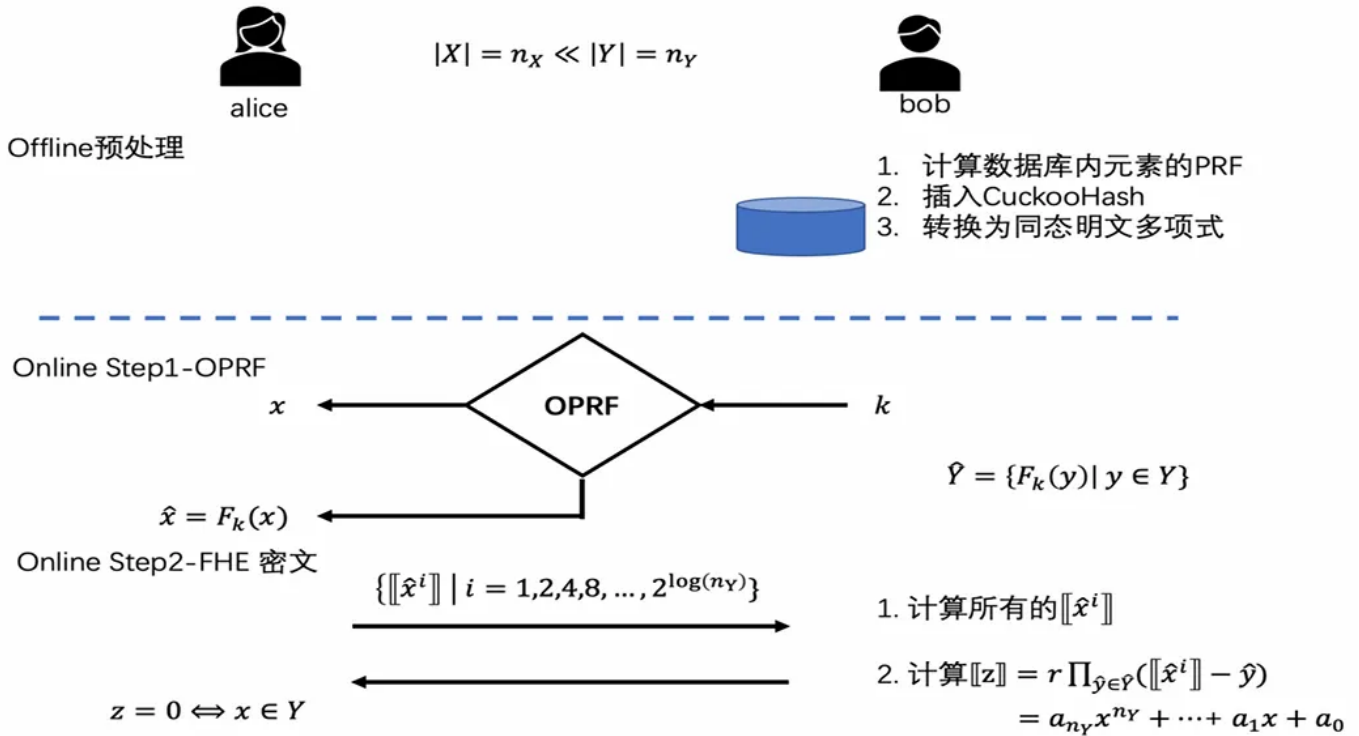 |X| = n_X ≪ |Y| = n_Y
alice
bob
Offline预处理
1. 计算数据库内元素的PRF
2. 插入CuckooHash
3. 转换为同态明文多项式
Online Step1-OPRF
x
OPRF
k
Ŷ = {F_k(y)| y ∈ Y}
x̂ = F_k(x)
Online Step2-FHE 密文
{⟦x̂^i⟧ | i = 1,2,4,8, … , 2^{log(n_Y)}}
1. 计算所有的⟦x̂^i⟧
2. 计算⟦z⟧ = r ∏_{ŷ∈Ŷ}(⟦x̂^i⟧ − ŷ)
= a_{n_Y}x^{n_Y} + ⋯+ a_1x + a_0
z = 0 ⟺ x ∈ Y